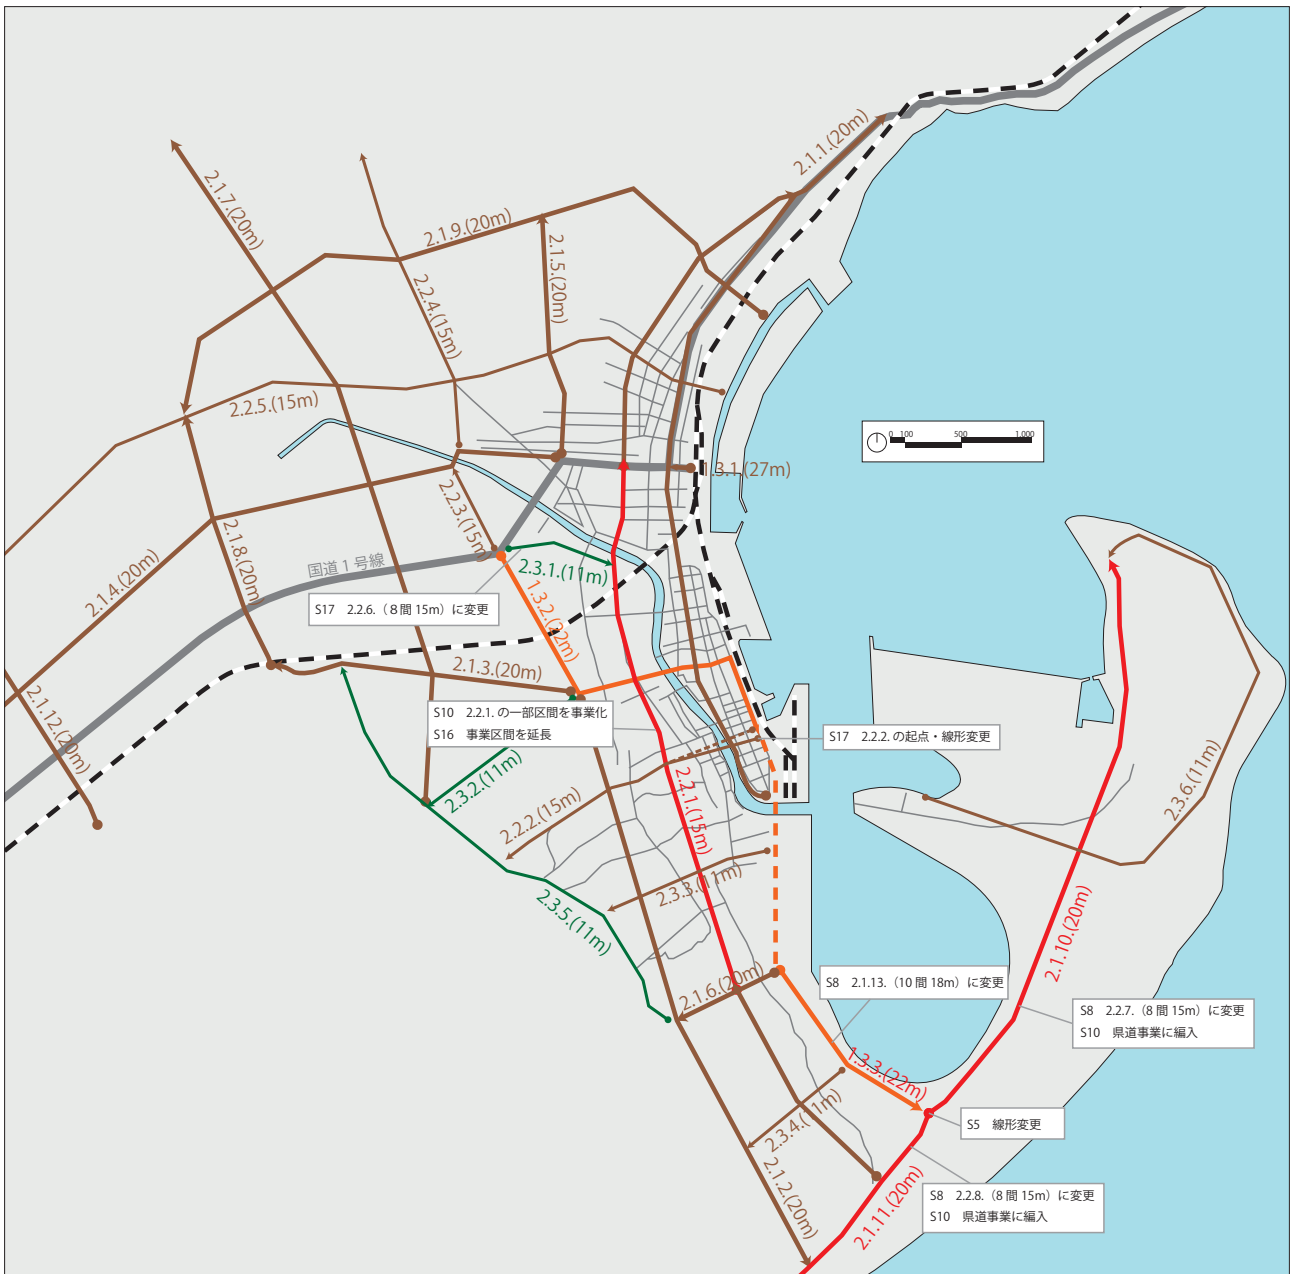 2.1.1.(20m)
2.1.7.(20m)
2.1.9.(20m)
2.1.5.(20m)
2.2.4.(15m)
2.2.5.(15m)
0 100 500 1,000
1.3.1.(27m)
2.2.3.(15m)
2.1.8.(20m)
国道1号線
2.3.1.(11m)
2.1.4.(20m)
1.3.2.(22m)
S17 2.2.6.（8間 15m）に変更
2.1.3.(20m)
2.1.12.(20m)
S10 2.2.1. の一部区間を事業化
S16 事業区間を延長
S17 2.2.2. の起点・線形変更
2.3.2.(11m)
2.2.1.(15m)
2.3.6.(11m)
2.2.2.(15m)
2.3.3.(11m)
2.3.5.(11m)
2.1.10.(20m)
2.1.6.(20m)
S8 2.1.13.（10間 18m）に変更
S8 2.2.7.（8間 15m）に変更
S10 県道事業に編入
1.3.3.(22m)
2.3.4.(11m)
S5 線形変更
2.1.2.(20m)
2.1.11.(20m)
S8 2.2.8.（8間 15m）に変更
S10 県道事業に編入